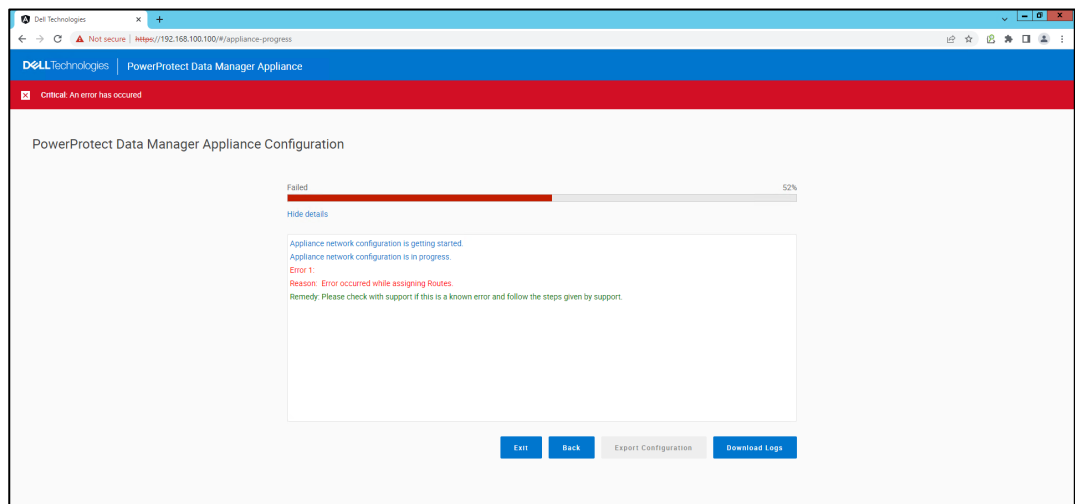 Dell Technologies
Not secure | https://192.168.100.100/#/appliance-progress
DELLTechnologies | PowerProtect Data Manager Appliance
Critical: An error has occured
PowerProtect Data Manager Appliance Configuration
Failed 52%
Hide details
Appliance network configuration is getting started.
Appliance network configuration is in progress.
Error 1:
Reason: Error occurred while assigning Routes.
Remedy: Please check with support if this is a known error and follow the steps given by support.
Exit Back Export Configuration Download Logs